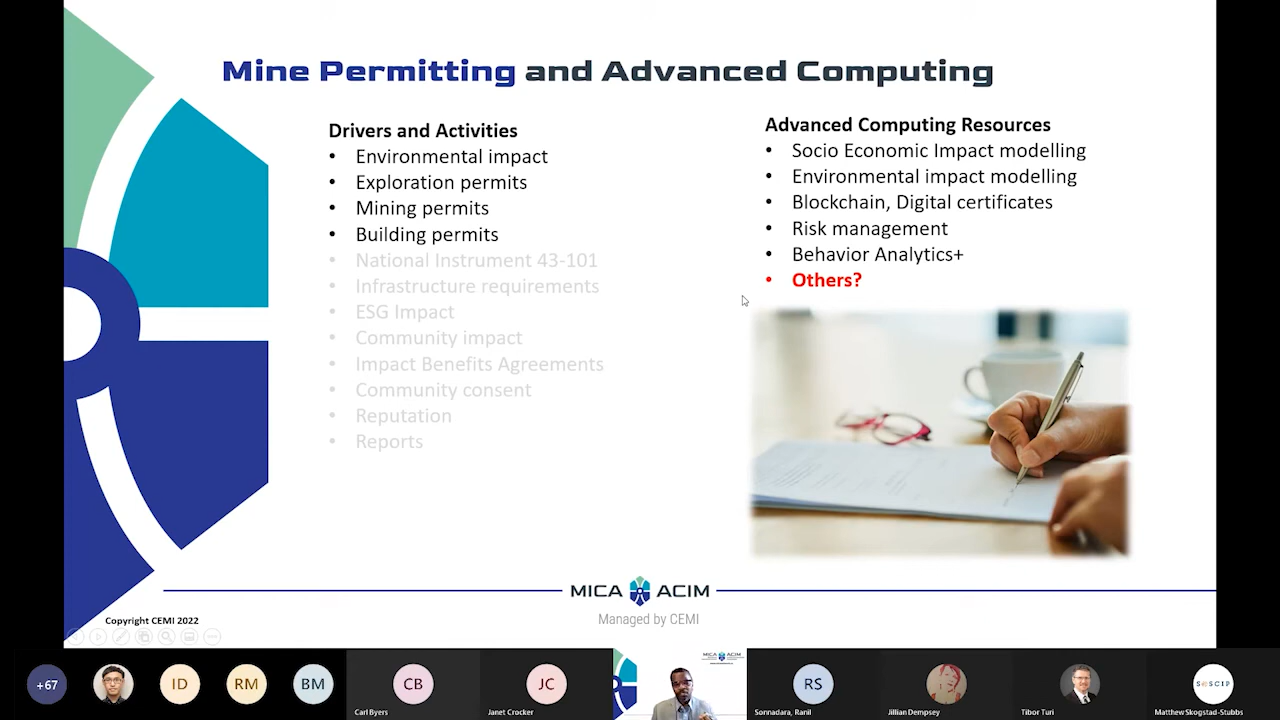 Mine Permitting and Advanced Computing
Drivers and Activities
• Environmental impact
• Exploration permits
• Mining permits
• Building permits
• National Instrument 43-101
• Infrastructure requirements
• ESG Impact
• Community impact
• Impact Benefits Agreements
• Community consent
• Reputation
• Reports
Advanced Computing Resources
• Socio Economic Impact modelling
• Environmental impact modelling
• Blockchain, Digital certificates
• Risk management
• Behavior Analytics+
• Others?
MICA ACIM
Managed by CEMI
Copyright CEMI 2022
+67
ID
RM
BM
CB
Carl Byers
JC
Janet Crocker
MICA ACIM
RS
Sonnadara, Ranil
Jillian Dempsey
Tibor Turi
SOSCIP
Matthew Skogstad-Stubbs